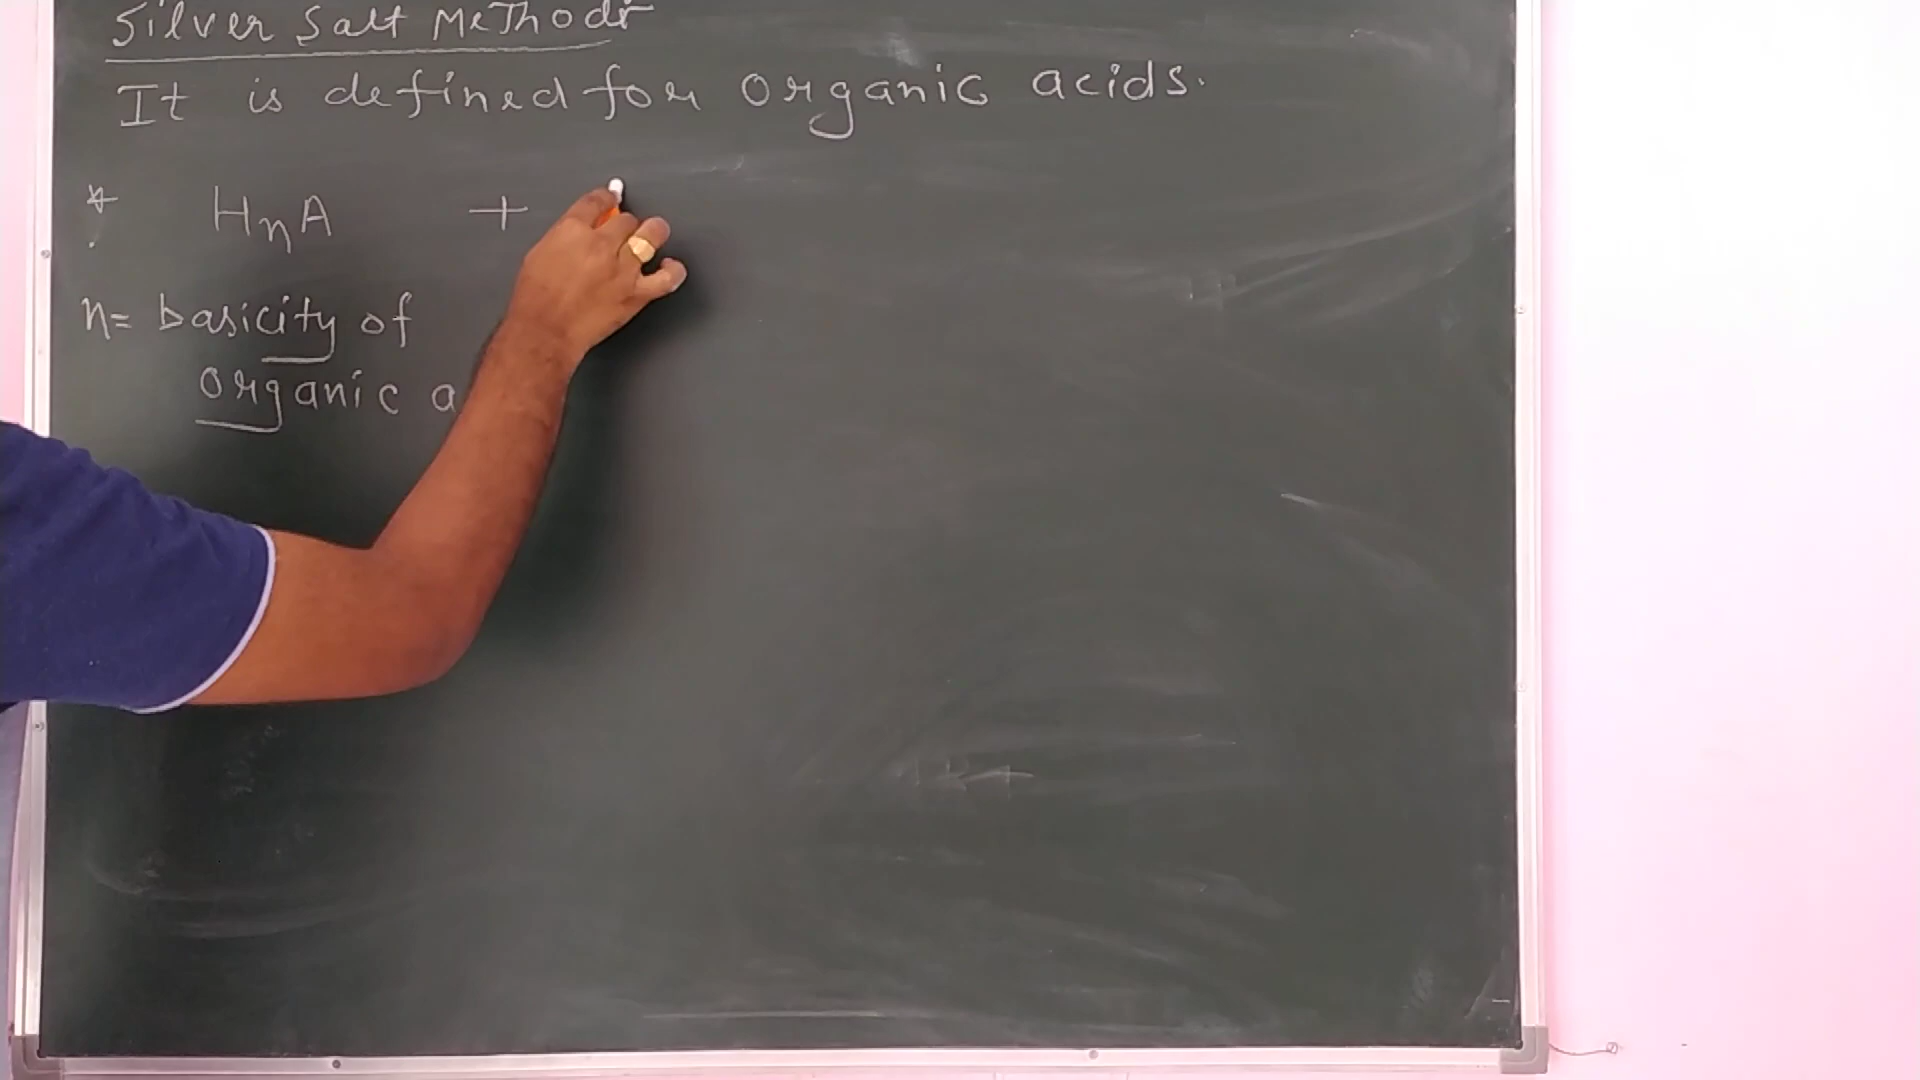 Silver Salt Method:
It is defined for organic acids.
* HnA +
n= basicity of
organic a